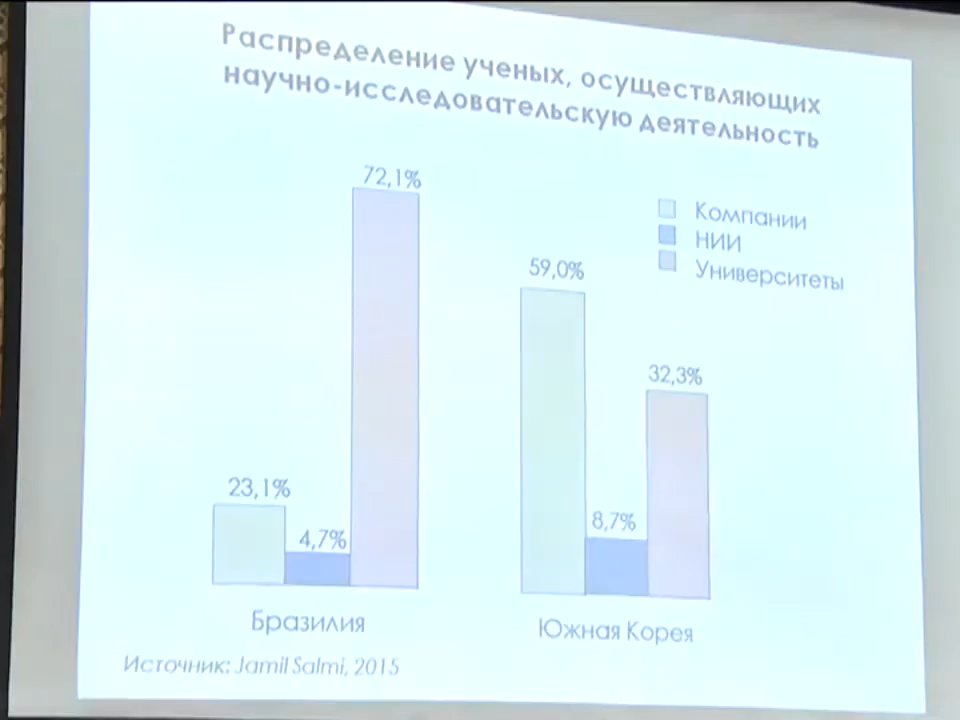 Распределение ученых, осуществляющих
научно-исследовательскую деятельность
72,1%
Компании
НИИ
Университеты
59,0%
32,3%
23,1%
4,7%
8,7%
Бразилия
Южная Корея
Источник: Jamil Salmi, 2015